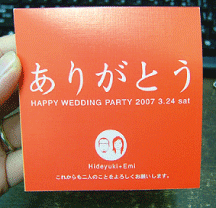 ありがとう
HAPPY WEDDING PARTY 2007 3.24 sat
Hideyuki+Emi
これからも二人のことをよろしくお願いします。